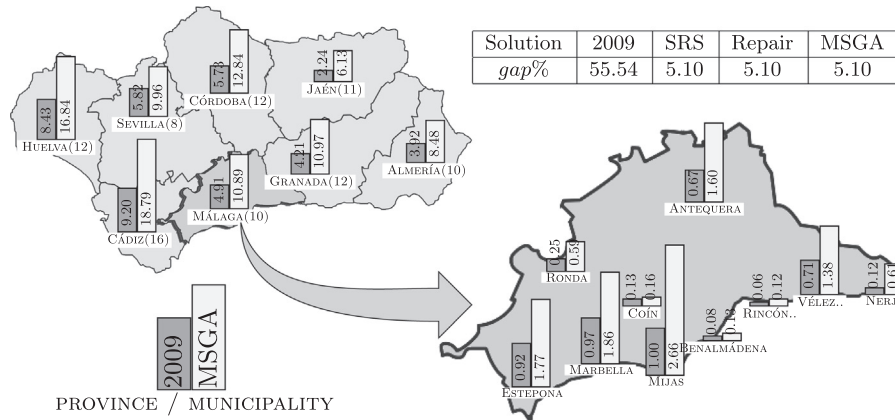 Solution 2009 SRS Repair MSGA
gap% 55.54 5.10 5.10 5.10
8.43 16.84
HUELVA(12)
5.82 9.96
SEVILLA(8)
5.73 12.84
CÓRDOBA(12)
2.24 6.13
JAÉN(11)
9.20 18.79
CÁDIZ(16)
4.91 10.89
MÁLAGA(10)
4.21 10.97
GRANADA(12)
3.92 8.48
ALMERÍA(10)
0.67 1.60
ANTEQUERA
0.25 0.59
RONDA
0.13 0.16
COÍN
0.06 0.12
RINCÓN..
0.71 1.38
VÉLEZ..
0.12 0.61
NERJ
0.08
BENALMÁDENA
0.92 1.77
ESTEPONA
0.97 1.86
MARBELLA
1.00 2.66
MIJAS
2009 MSGA
PROVINCE / MUNICIPALITY